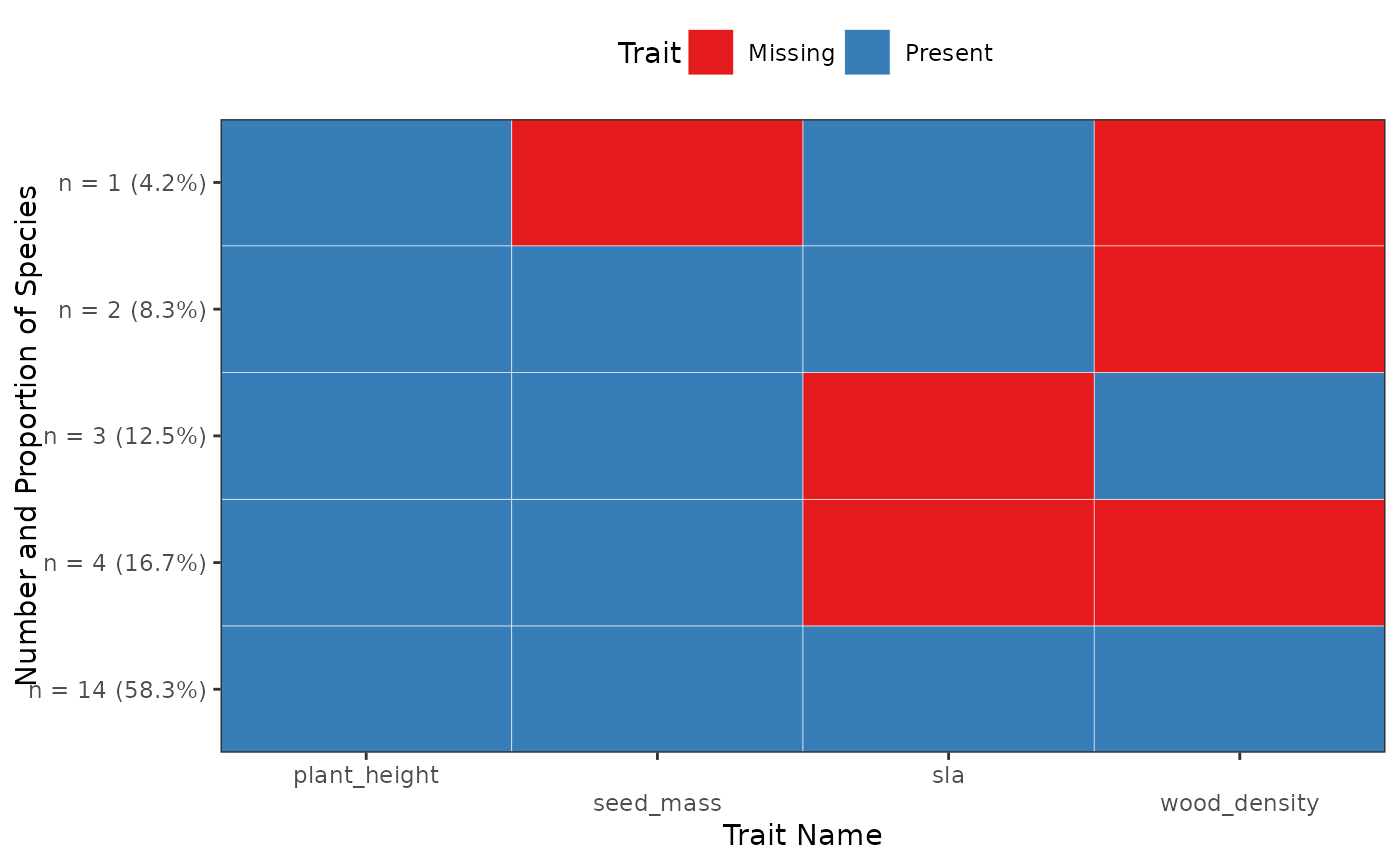 Trait Missing Present
Number and Proportion of Species
n = 1 (4.2%)
n = 2 (8.3%)
n = 3 (12.5%)
n = 4 (16.7%)
n = 14 (58.3%)
plant_height
seed_mass
sla
wood_density
Trait Name